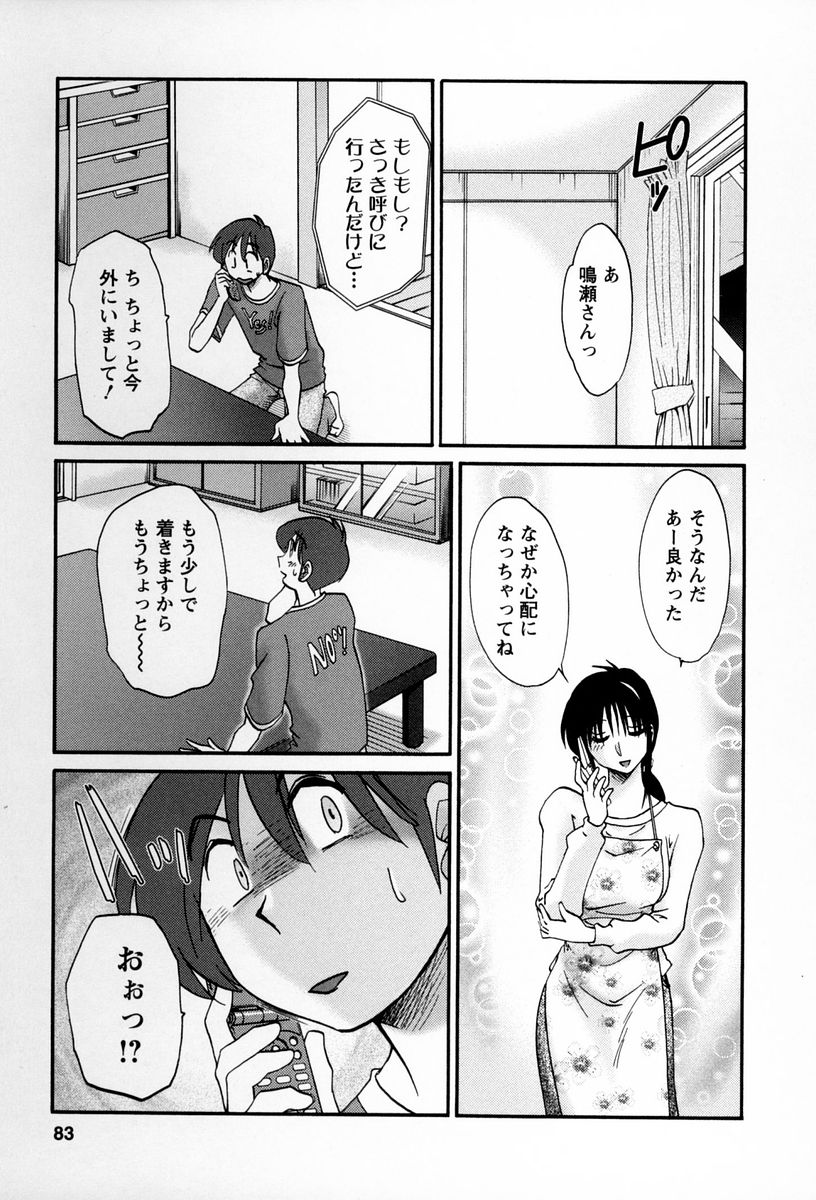 ピッ
あ
鳴瀬さんっ
もしもし?
さっき呼びに
行ったんだけど…
Yes!!
ち ちょっと今
外にいまして!
そうなんだ
あー良かった
なぜか心配に
なっちゃってね
もう少しで
着きますから
もうちょっと〜〜
NO!!
おぉっ!?
83